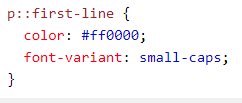 p::first-line {
  color: #ff0000;
  font-variant: small-caps;
}